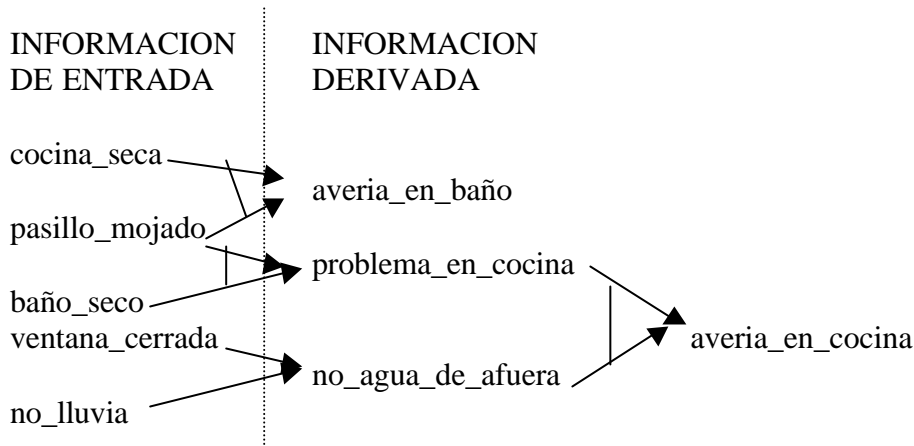 INFORMACION
DE ENTRADA
INFORMACION
DERIVADA
cocina_seca
averia_en_baño
pasillo_mojado
problema_en_cocina
baño_seco
ventana_cerrada
averia_en_cocina
no_agua_de_afuera
no_lluvia